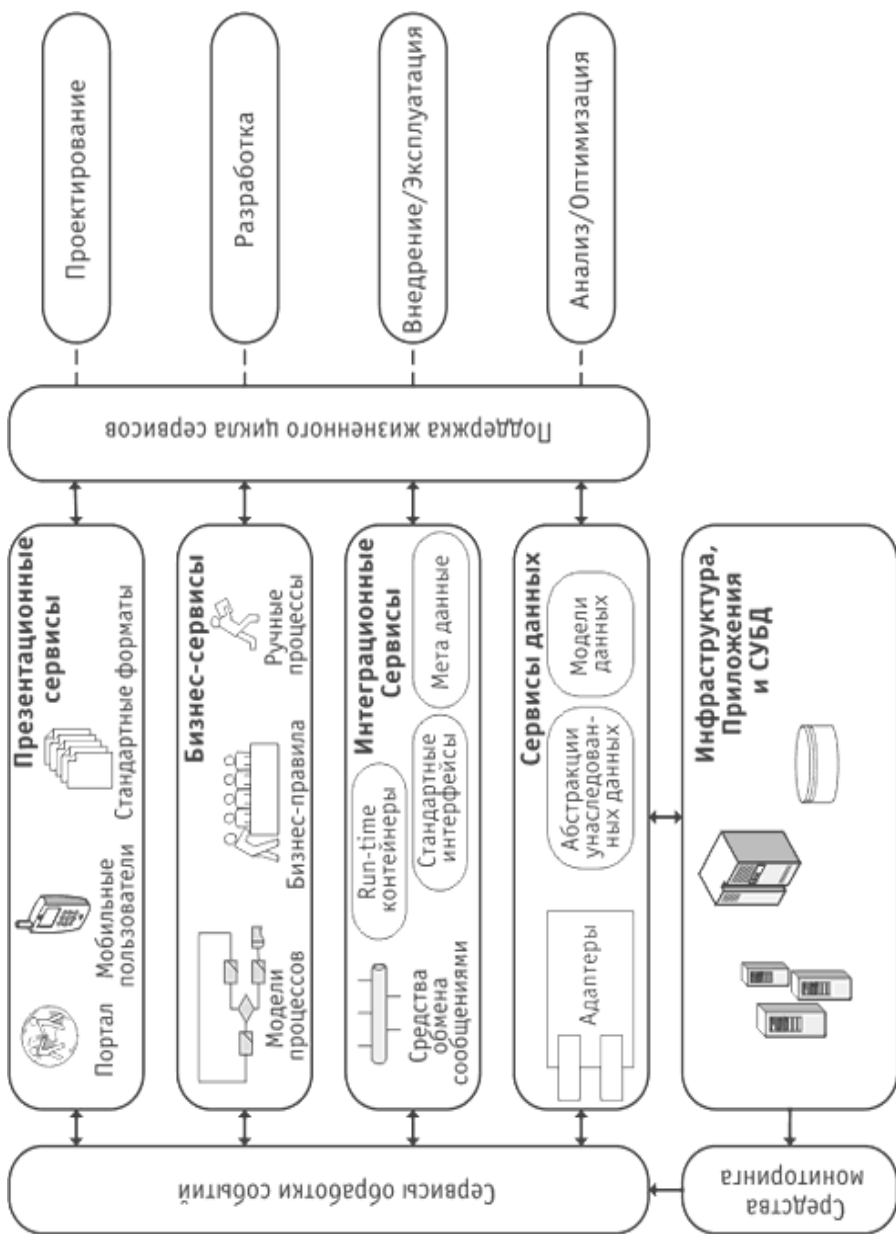 Презентационные
сервисы
Портал
Мобильные
пользователи
Стандартные форматы
Бизнес-сервисы
Модели
процессов
Бизнес-правила
Ручные
процессы
Интеграционные
Сервисы
Средства
обмена
сообщениями
Run-time
контейнеры
Стандартные
интерфейсы
Мета данные
Сервисы данных
Адаптеры
Абстракции
унаследован-
ных данных
Модели
данных
Инфраструктура,
Приложения
и СУБД
Сервисы обработки событий
Средства
мониторинга
Поддержка жизненного цикла сервисов
Проектирование
Разработка
Внедрение/Эксплуатация
Анализ/Оптимизация